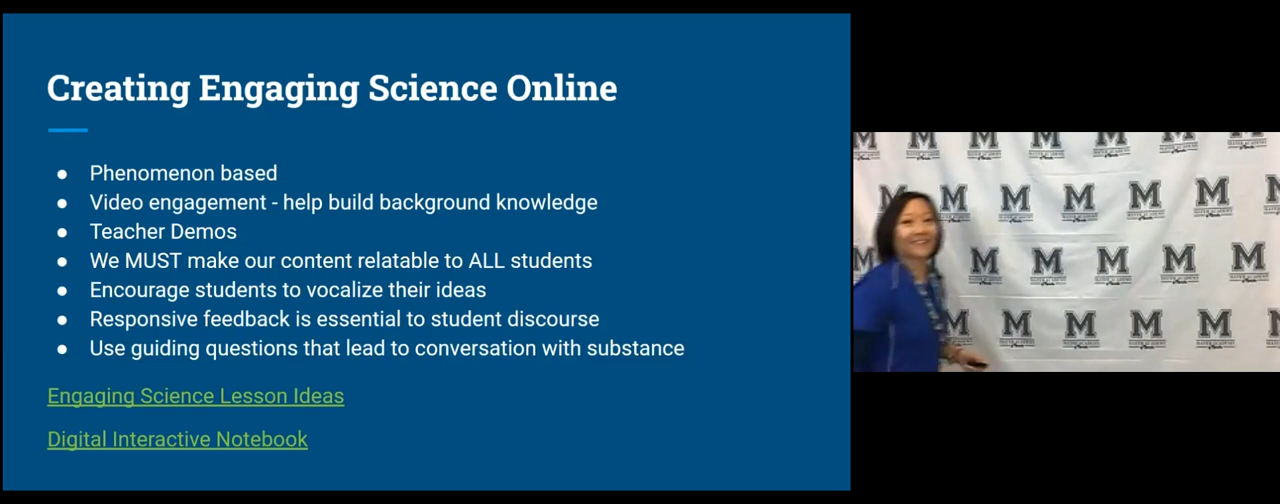 Creating Engaging Science Online
● Phenomenon based
● Video engagement - help build background knowledge
● Teacher Demos
● We MUST make our content relatable to ALL students
● Encourage students to vocalize their ideas
● Responsive feedback is essential to student discourse
● Use guiding questions that lead to conversation with substance
Engaging Science Lesson Ideas
Digital Interactive Notebook
M
MATER ACADEMY